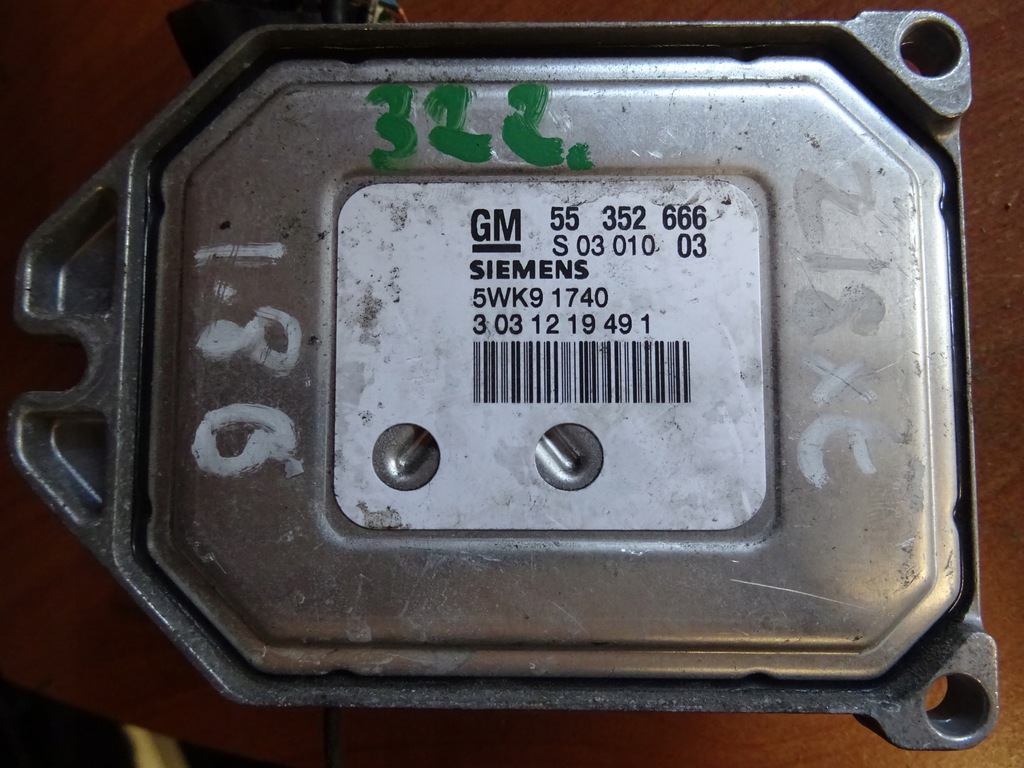 322.
GM 55 352 666
S 03 010 03
SIEMENS
5WK9 1740
3 03 12 19 49 1
186
Z18XE